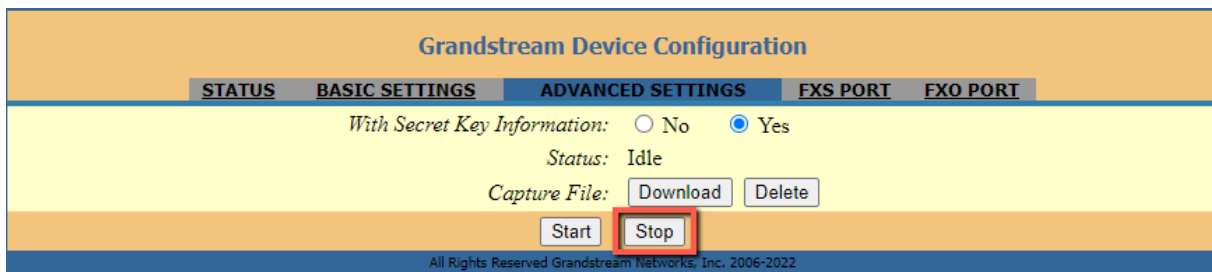 Grandstream Device Configuration
STATUS BASIC SETTINGS ADVANCED SETTINGS FXS PORT FXO PORT
With Secret Key Information: No Yes
Status: Idle
Capture File: Download Delete
Start Stop
All Rights Reserved Grandstream Networks, Inc. 2006-2022